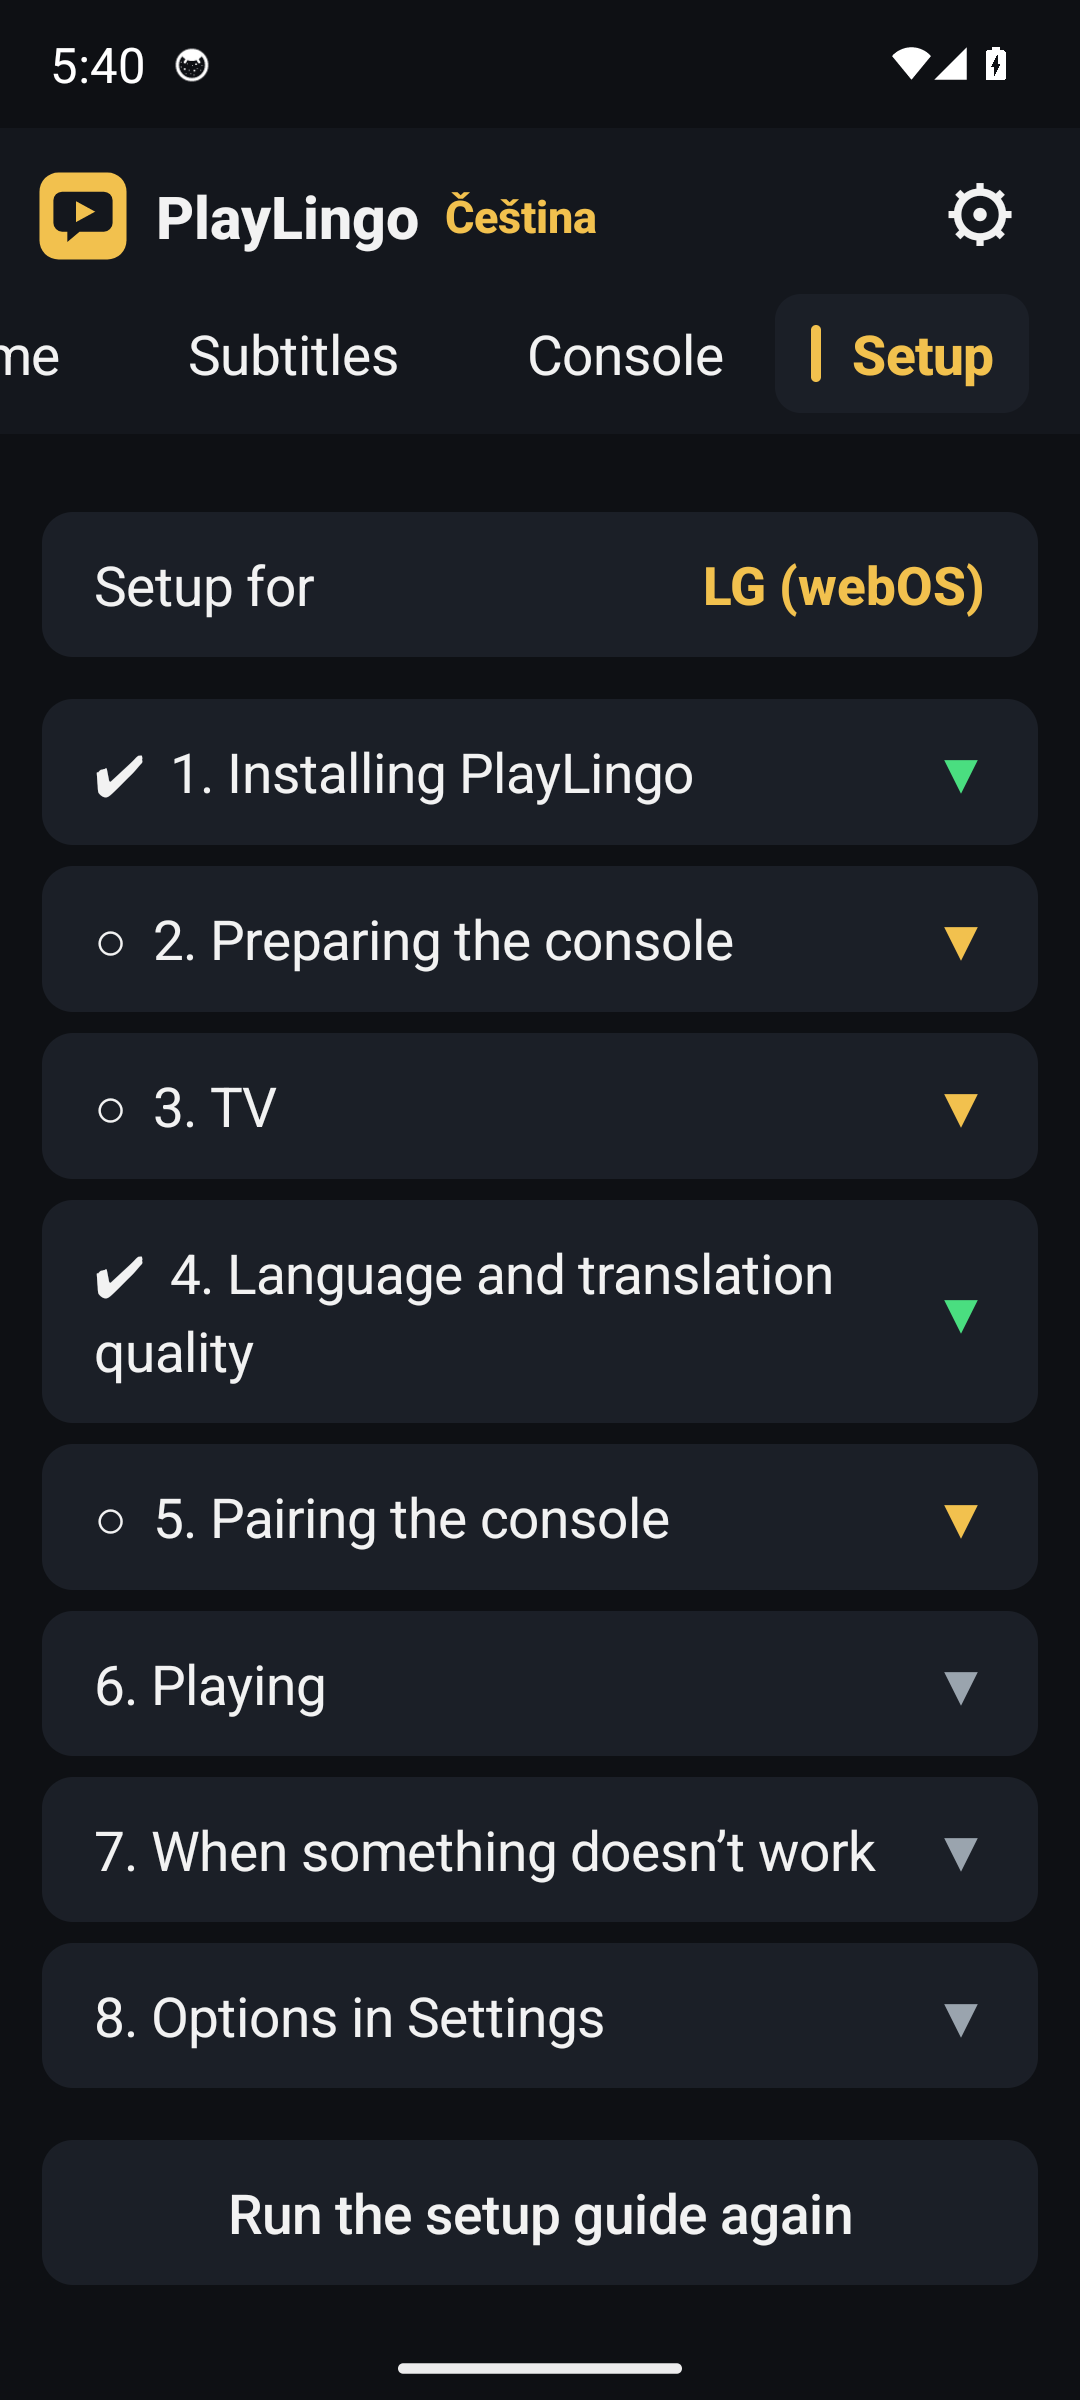 5:40
PlayLingo Čeština
me Subtitles Console Setup
Setup for LG (webOS)
✔ 1. Installing PlayLingo ▼
○ 2. Preparing the console ▼
○ 3. TV ▼
✔ 4. Language and translation
quality ▼
○ 5. Pairing the console ▼
6. Playing ▼
7. When something doesn’t work ▼
8. Options in Settings ▼
Run the setup guide again